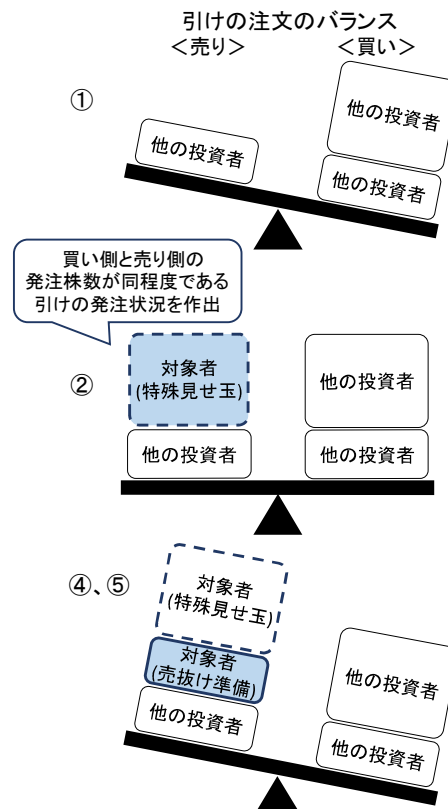 引けの注文のバランス
<売り> <買い>
①
他の投資者
他の投資者
他の投資者
買い側と売り側の
発注株数が同程度である
引けの発注状況を作出
②
対象者
(特殊見せ玉)
他の投資者
他の投資者
他の投資者
④、⑤
対象者
(特殊見せ玉)
対象者
(売抜け準備)
他の投資者
他の投資者
他の投資者